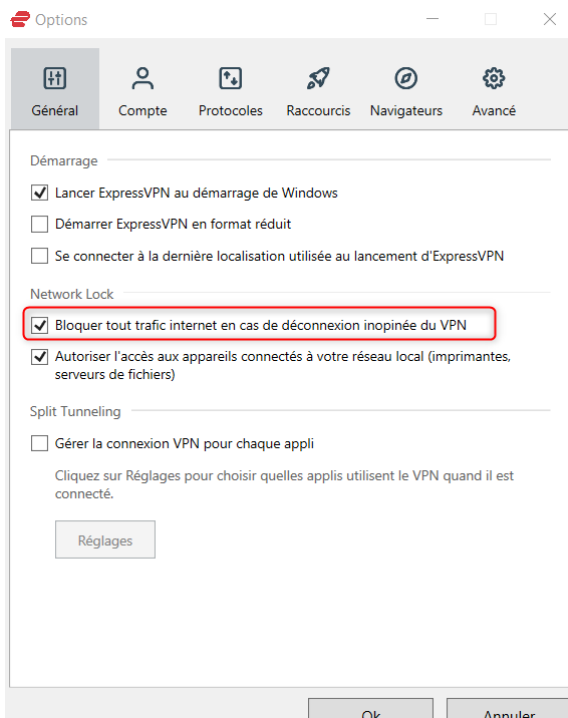 Options
Général Compte Protocoles Raccourcis Navigateurs Avancé
Démarrage
Lancer ExpressVPN au démarrage de Windows
Démarrer ExpressVPN en format réduit
Se connecter à la dernière localisation utilisée au lancement d'ExpressVPN
Network Lock
Bloquer tout trafic internet en cas de déconnexion inopinée du VPN
Autoriser l'accès aux appareils connectés à votre réseau local (imprimantes,
serveurs de fichiers)
Split Tunneling
Gérer la connexion VPN pour chaque appli
Cliquez sur Réglages pour choisir quelles applis utilisent le VPN quand il est
connecté.
Réglages
Ok Annuler